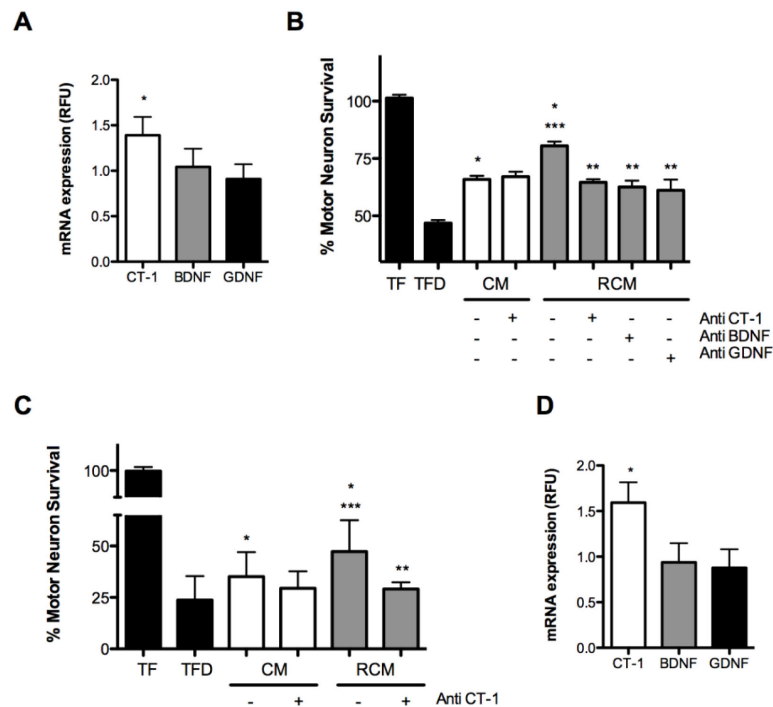 A
mRNA expression (RFU)
2.0
1.5
1.0
0.5
0.0
*
CT-1 BDNF GDNF
B
% Motor Neuron Survival
100
75
50
*
*
***
** ** **
TF TFD CM RCM
- + - + - - Anti CT-1
- - - - + - Anti BDNF
- - - - - + Anti GDNF
C
% Motor Neuron Survival
100
50
25
0
*
*
***
**
TF TFD CM RCM
- + - + Anti CT-1
D
mRNA expression (RFU)
2.0
1.5
1.0
0.5
0.0
*
CT-1 BDNF GDNF